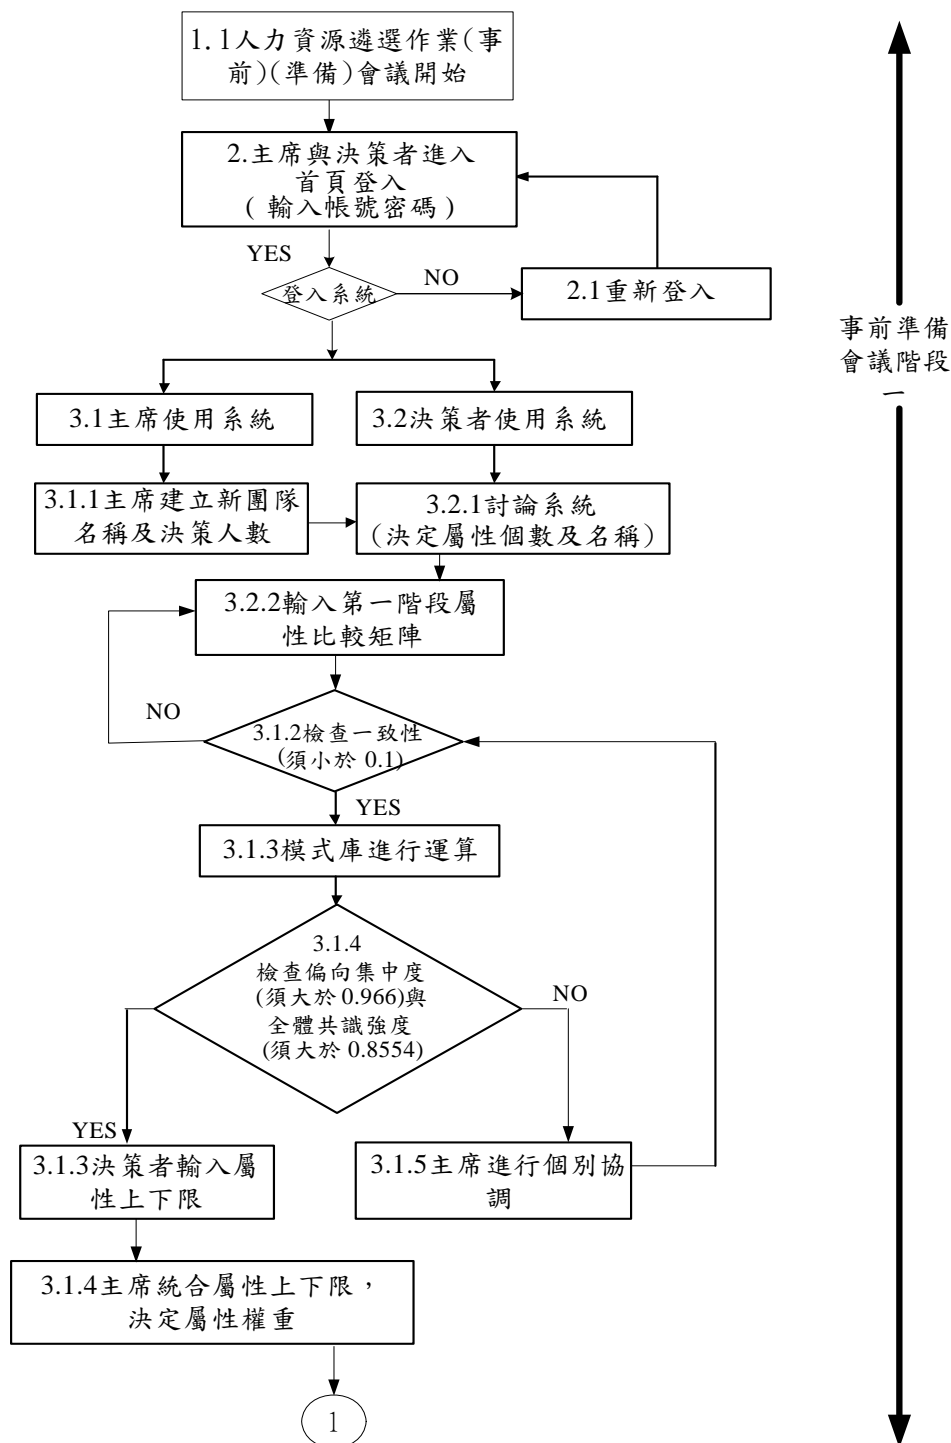 1. 1人力資源遴選作業(事
前)(準備)會議開始
2.主席與決策者進入
首頁登入
( 輸入帳號密碼 )
YES
登入系統
NO
2.1重新登入
事前準備
會議階段
一
3.1主席使用系統
3.2決策者使用系統
3.1.1主席建立新團隊
名稱及決策人數
3.2.1討論系統
(決定屬性個數及名稱)
3.2.2輸入第一階段屬
性比較矩陣
NO
3.1.2檢查一致性
(須小於 0.1)
YES
3.1.3模式庫進行運算
3.1.4
檢查偏向集中度
(須大於 0.966)與
全體共識強度
(須大於 0.8554)
NO
YES
3.1.3決策者輸入屬
性上下限
3.1.5主席進行個別協
調
3.1.4主席統合屬性上下限，
決定屬性權重
1